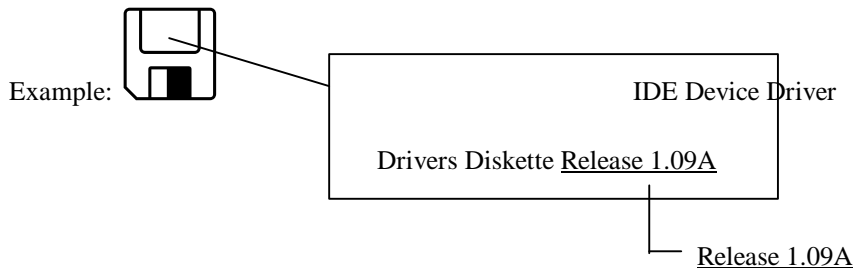 Example:
IDE Device Driver
Drivers Diskette Release 1.09A
Release 1.09A